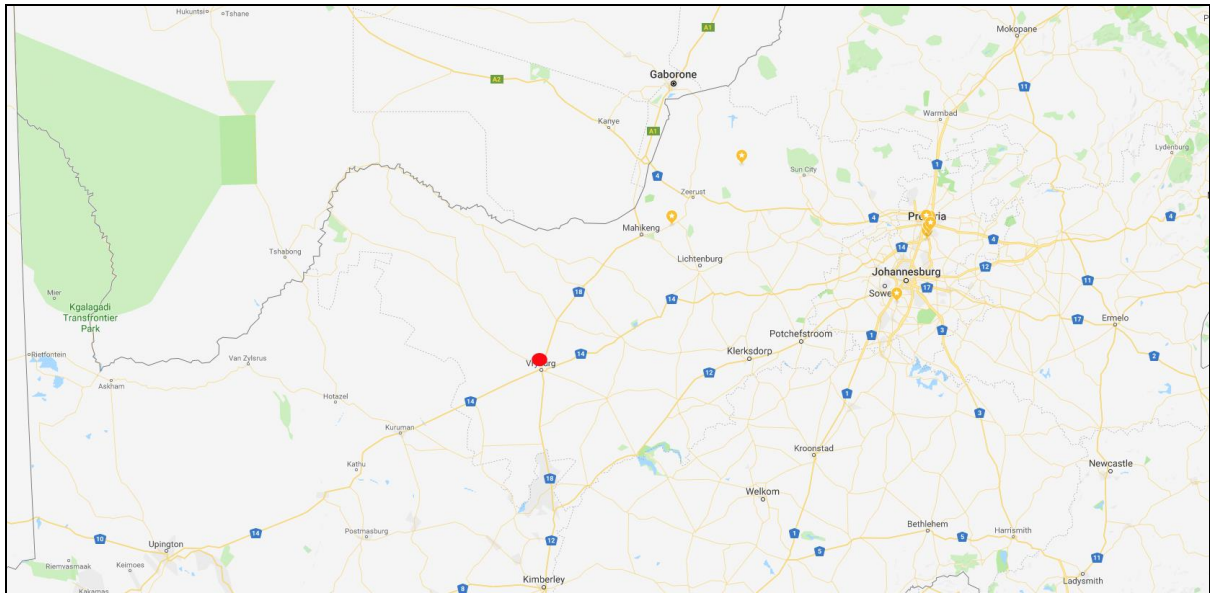 Hukuntsi
Tshane
A1
Mokopane
Gaborone
A2
11
Warmbad
Kanye
A1
1
Lydenburg
Sun City
4
Zeerust
4
4
4
Mahikeng
14
4
Tshabong
Lichtenburg
12
Johannesburg
11
Mier
18
14
17
Kgalagadi
Transfrontier
Park
17
Ermelo
Potchefstroom
1
3
Rietfontein
Van Zylsrus
14
Klerksdorp
2
Askham
12
Hotazel
14
1
3
Kuruman
Kroonstad
Kathu
Newcastle
18
Welkom
Postmasburg
Bethlehem
Harrismith
10
14
12
1
5
Upington
5
11
Riemvasmaak
Keimoes
Kimberley
Ladysmith
8
Kakamas